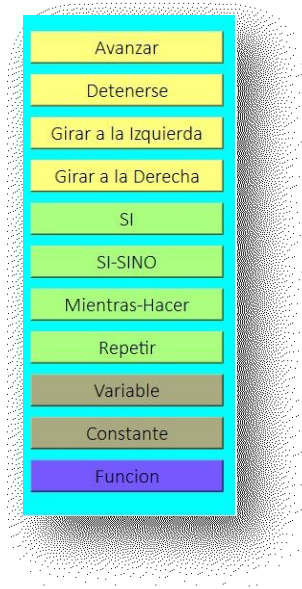 Avanzar
Detenerse
Girar a la Izquierda
Girar a la Derecha
SI
SI-SINO
Mientras-Hacer
Repetir
Variable
Constante
Funcion